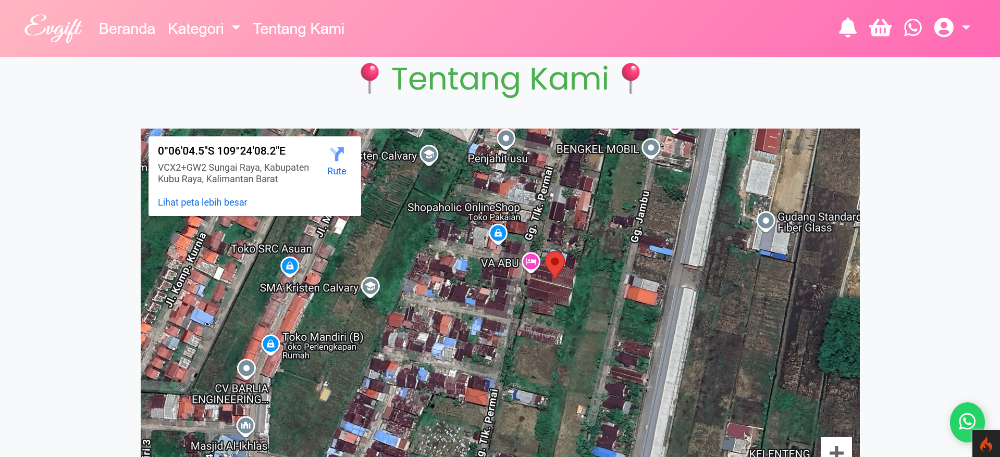 Evgift
Beranda
Kategori
Tentang Kami
Tentang Kami
0°06'04.5"S 109°24'08.2"E
VCX2+GW2 Sungai Raya, Kabupaten
Kubu Raya, Kalimantan Barat
Rute
Lihat peta lebih besar
sten Calvary
Penjahit usu
BENGKEL MOBIL
Gg. Tlk. Permai
Gg. Jambu
Shopaholic OnlineShop
Toko Pakaian
Gudang Standard
Fiber Glass
Jl. Komp. Kurnia
Jl. M
Toko SRC Asuan
VA ABU
SMA Kristen Calvary
Toko Mandiri (B)
Toko Perlengkapan
Rumah
CV BARLIA
ENGINEERING...
g. Tlk. Permai
Masjid Al-Ikhlas
KELENTENG